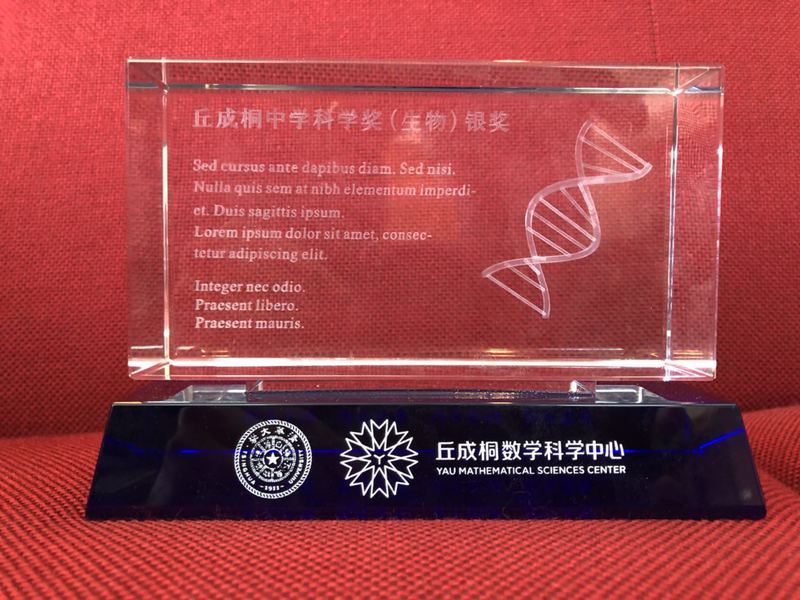 丘成桐中学科学奖（生物）银奖
Sed cursus ante dapibus diam. Sed nisi.
Nulla quis sem at nibh elementum imperdi-
et. Duis sagittis ipsum.
Lorem ipsum dolor sit amet, consec-
tetur adipiscing elit.
Integer nec odio.
Praesent libero.
Praesent mauris.
TSINGHUA UNIVERSITY
-1911-
丘成桐数学科学中心
YAU MATHEMATICAL SCIENCES CENTER